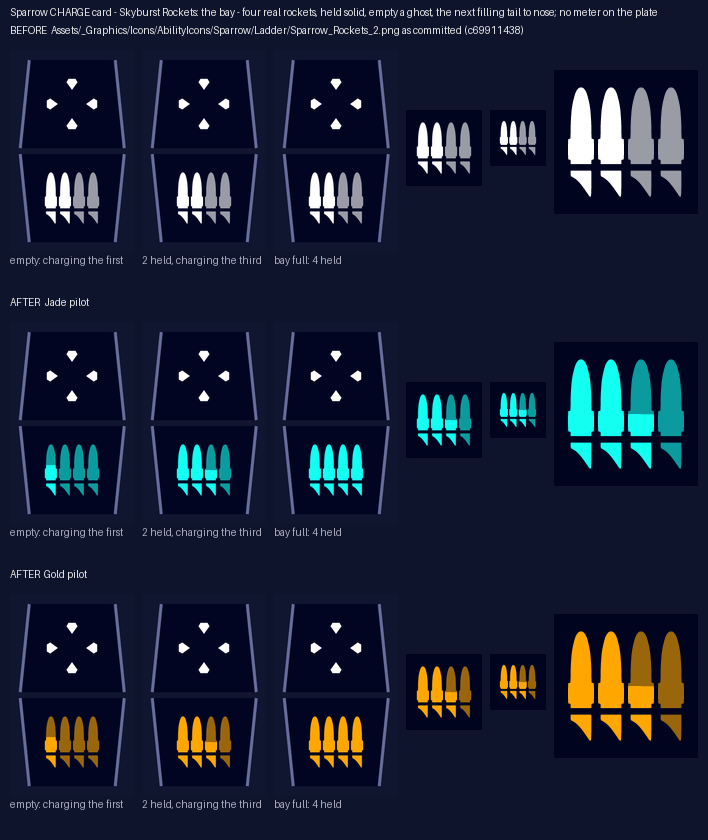 Sparrow CHARGE card - Skyburst Rockets: the bay - four real rockets, held solid, empty a ghost, the next filling tail to nose; no meter on the plate
BEFORE Assets/_Graphics/Icons/AbilityIcons/Sparrow/Ladder/Sparrow_Rockets_2.png as committed (c69911438)
empty: charging the first
2 held, charging the third
bay full: 4 held
AFTER Jade pilot
empty: charging the first
2 held, charging the third
bay full: 4 held
AFTER Gold pilot
empty: charging the first
2 held, charging the third
bay full: 4 held